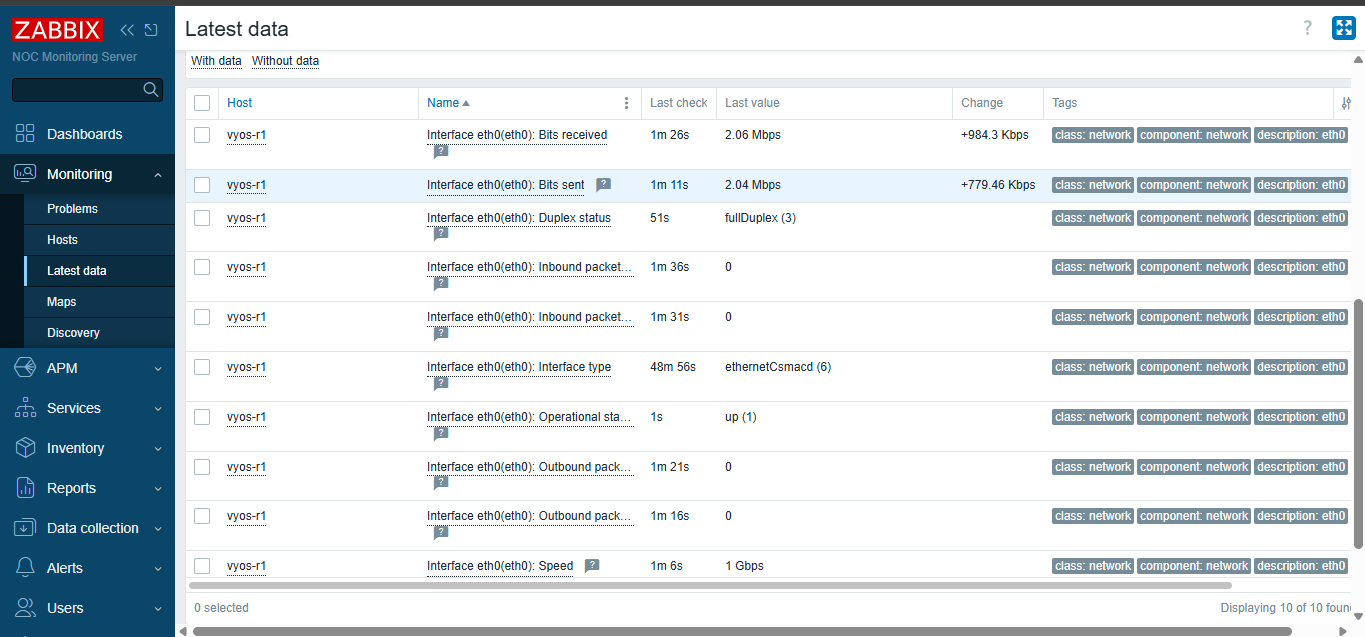 ZABBIX
NOC Monitoring Server
Dashboards
Monitoring
Problems
Hosts
Latest data
Maps
Discovery
APM
Services
Inventory
Reports
Data collection
Alerts
Users
Latest data
?
With data Without data
Host Name Last check Last value Change Tags
vyos-r1 Interface eth0(eth0): Bits received ? 1m 26s 2.06 Mbps +984.3 Kbps class: network component: network description: eth0
vyos-r1 Interface eth0(eth0): Bits sent ? 1m 11s 2.04 Mbps +779.46 Kbps class: network component: network description: eth0
vyos-r1 Interface eth0(eth0): Duplex status ? 51s fullDuplex (3) class: network component: network description: eth0
vyos-r1 Interface eth0(eth0): Inbound packet... ? 1m 36s 0 class: network component: network description: eth0
vyos-r1 Interface eth0(eth0): Inbound packet... ? 1m 31s 0 class: network component: network description: eth0
vyos-r1 Interface eth0(eth0): Interface type ? 48m 56s ethernetCsmacd (6) class: network component: network description: eth0
vyos-r1 Interface eth0(eth0): Operational sta... ? 1s up (1) class: network component: network description: eth0
vyos-r1 Interface eth0(eth0): Outbound pack... ? 1m 21s 0 class: network component: network description: eth0
vyos-r1 Interface eth0(eth0): Outbound pack... ? 1m 16s 0 class: network component: network description: eth0
vyos-r1 Interface eth0(eth0): Speed ? 1m 6s 1 Gbps class: network component: network description: eth0
0 selected
Displaying 10 of 10 foun